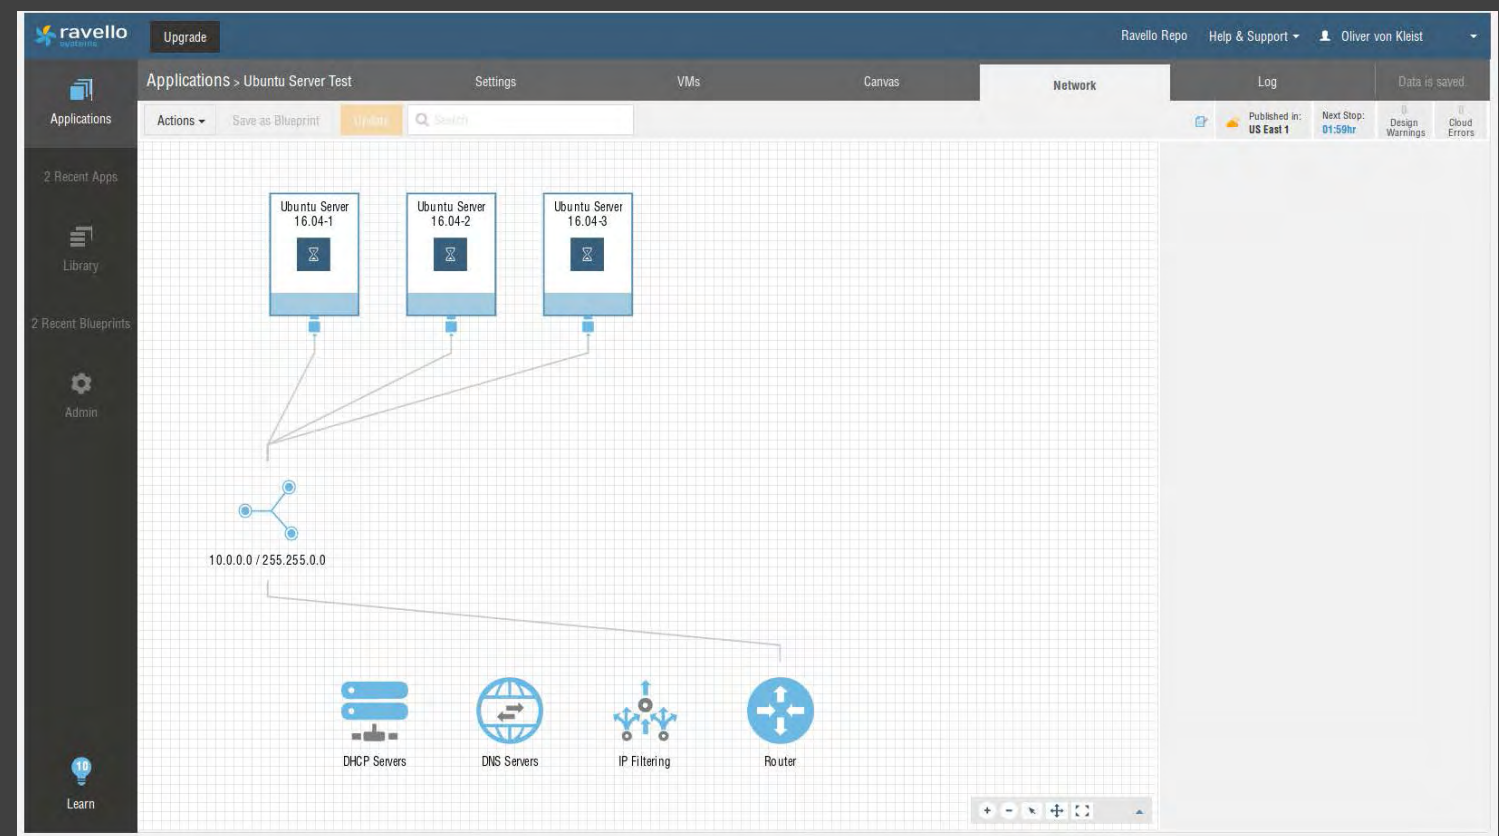 ravello
systems
Upgrade
Ravello Repo
Help & Support
Oliver von Kleist
Applications
Applications > Ubuntu Server Test
Settings
VMs
Canvas
Network
Log
Data is saved.
Actions
Save as Blueprint
Update
Search
Published in:
US East 1
Next Stop:
01:59hr
0
Design
Warnings
0
Cloud
Errors
2 Recent Apps
Library
2 Recent Blueprints
Admin
10
Learn
Ubuntu Server
16.04-1
Ubuntu Server
16.04-2
Ubuntu Server
16.04-3
10.0.0.0 / 255.255.0.0
DHCP Servers
DNS Servers
IP Filtering
Router